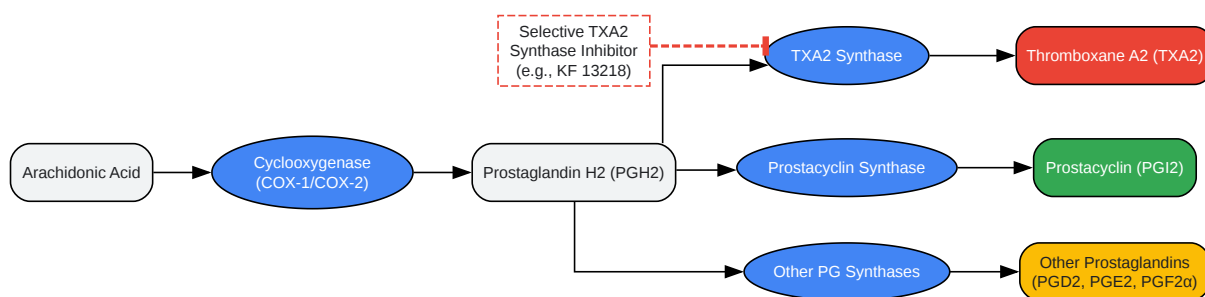 Selective TXA2
Synthase Inhibitor
(e.g., KF 13218)
TXA2 Synthase
Thromboxane A2 (TXA2)
Arachidonic Acid
Cyclooxygenase
(COX-1/COX-2)
Prostaglandin H2 (PGH2)
Prostacyclin Synthase
Prostacyclin (PGI2)
Other PG Synthases
Other Prostaglandins
(PGD2, PGE2, PGF2α)